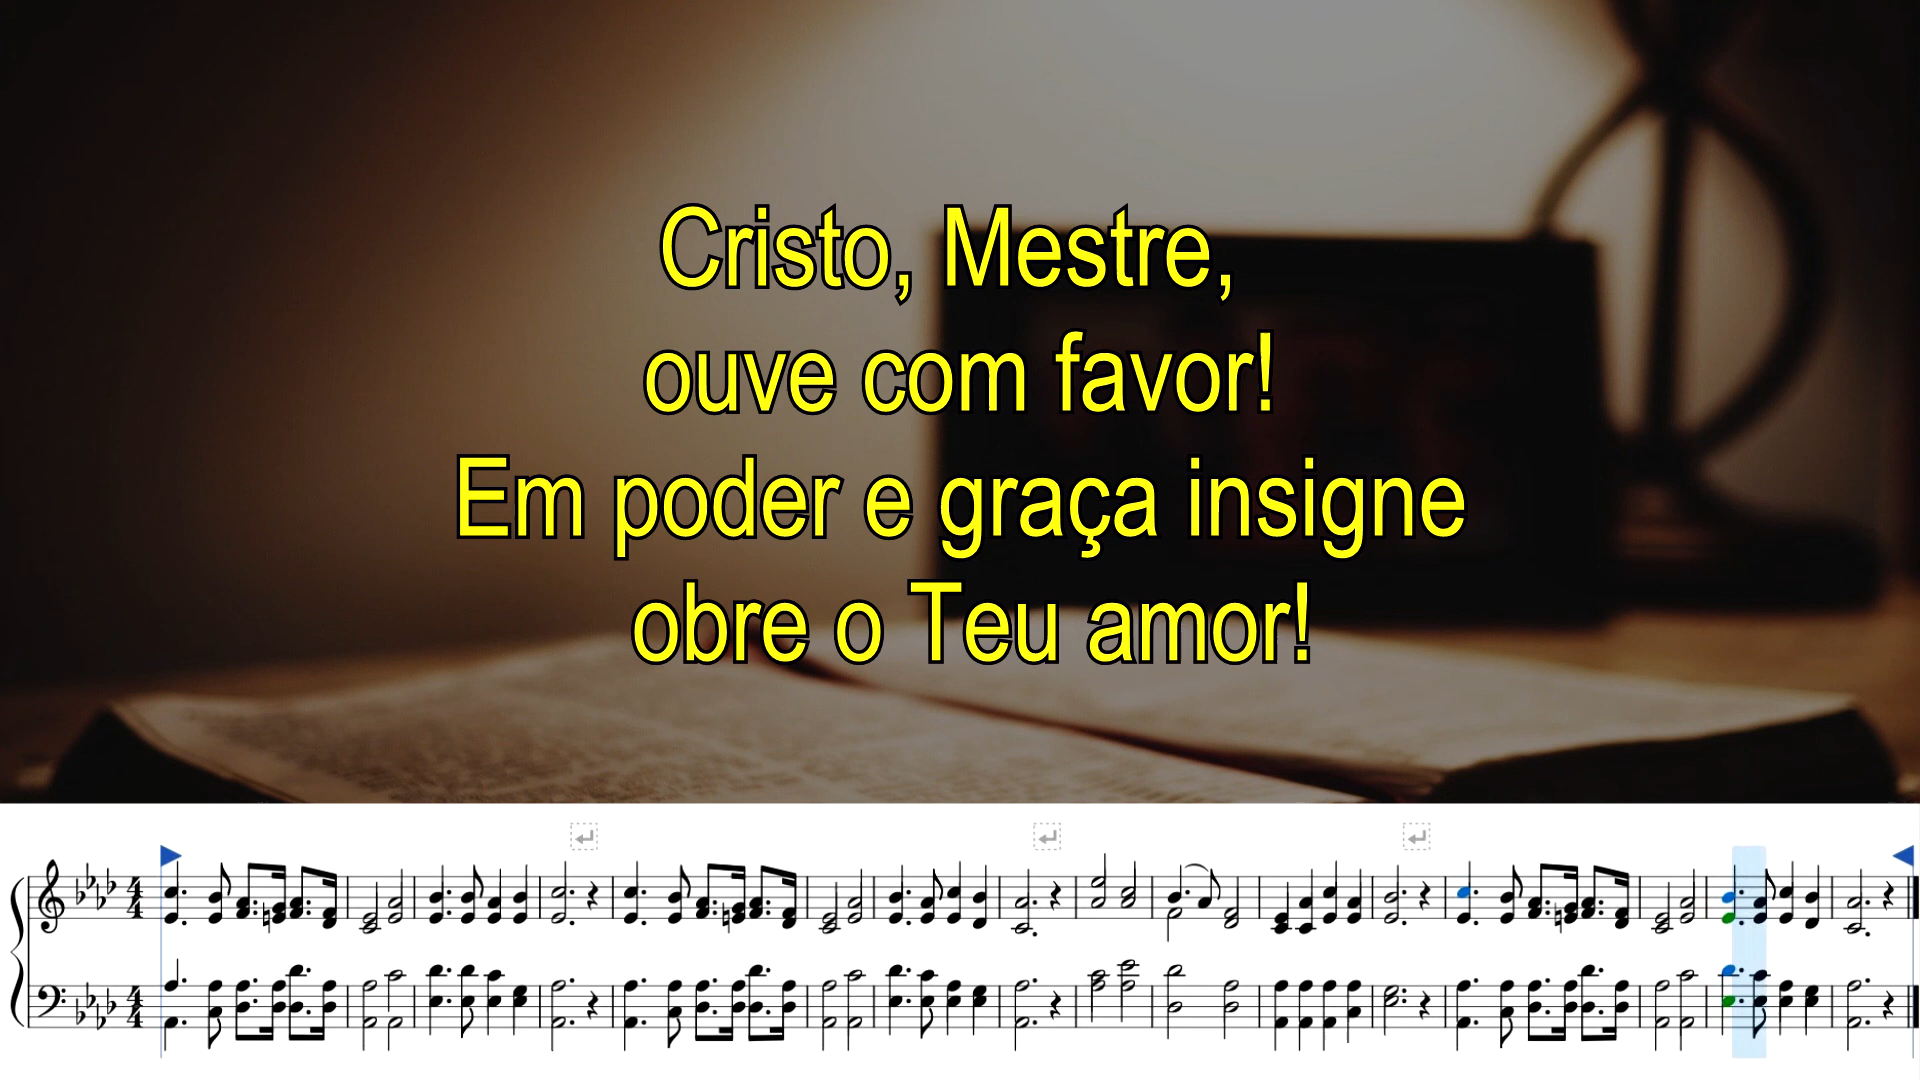 Cristo, Mestre,
ouve com favor!
Em poder e graça insigne
obre o Teu amor!